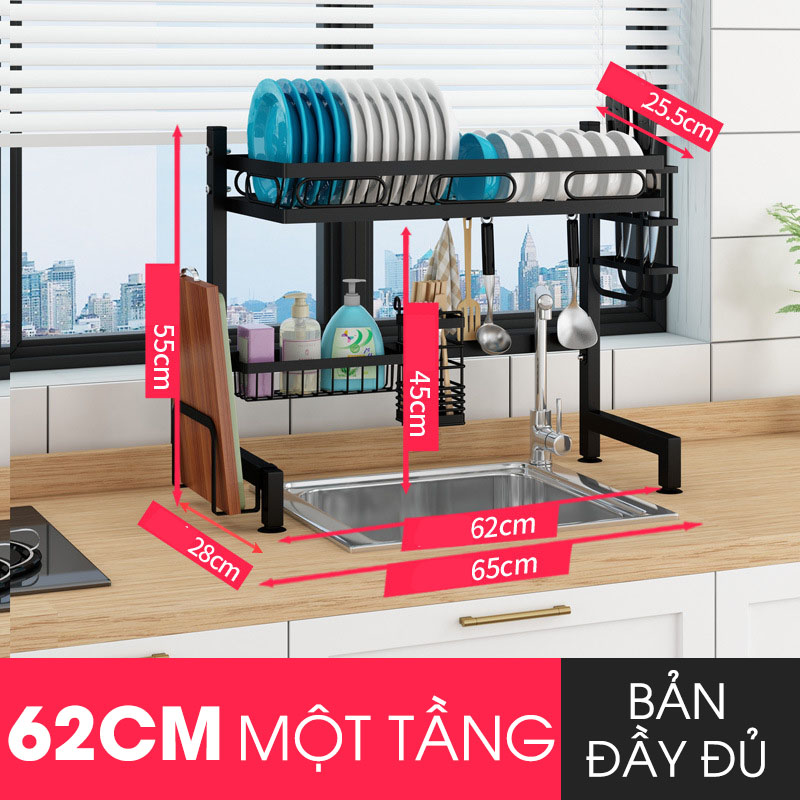 25.5cm
55cm
45cm
62cm
28cm
65cm
62CM MỘT TẦNG
BẢN
ĐẦY ĐỦ